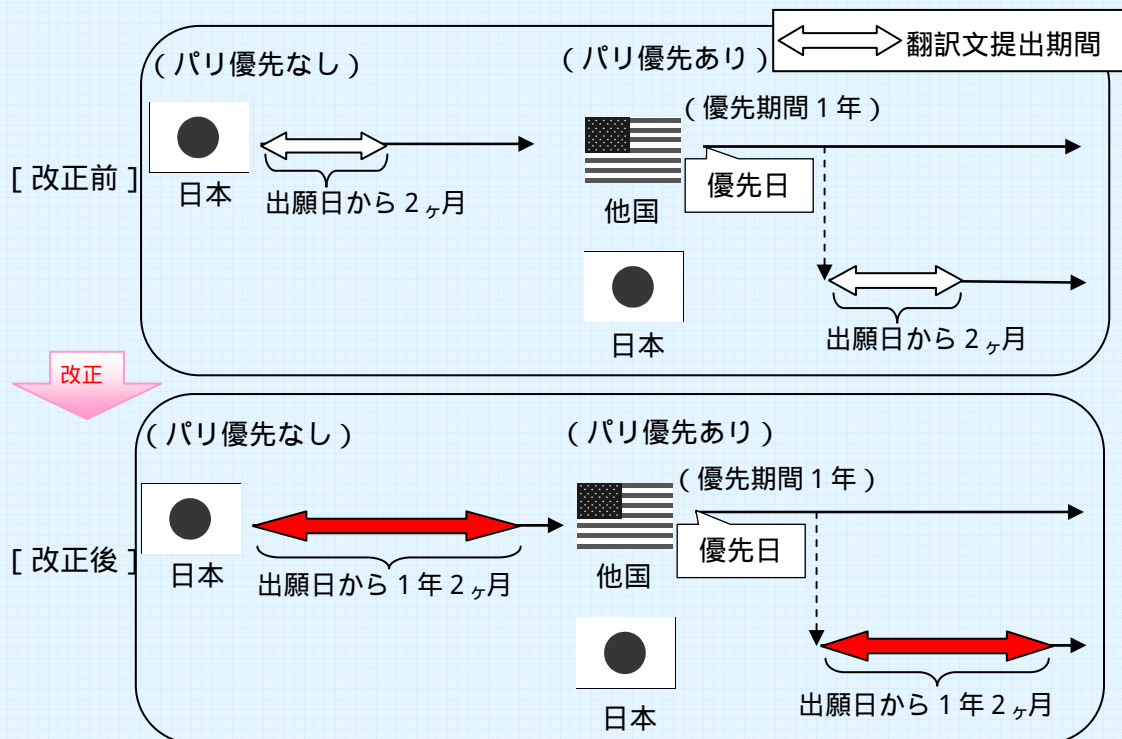 翻訳文提出期間
(パリ優先なし)
(パリ優先あり)
(優先期間1年)
[改正前]
日本
出願日から2ヶ月
優先日
他国
日本
出願日から2ヶ月
改正
(パリ優先なし)
(パリ優先あり)
(優先期間1年)
[改正後]
日本
出願日から1年2ヶ月
優先日
他国
日本
出願日から1年2ヶ月